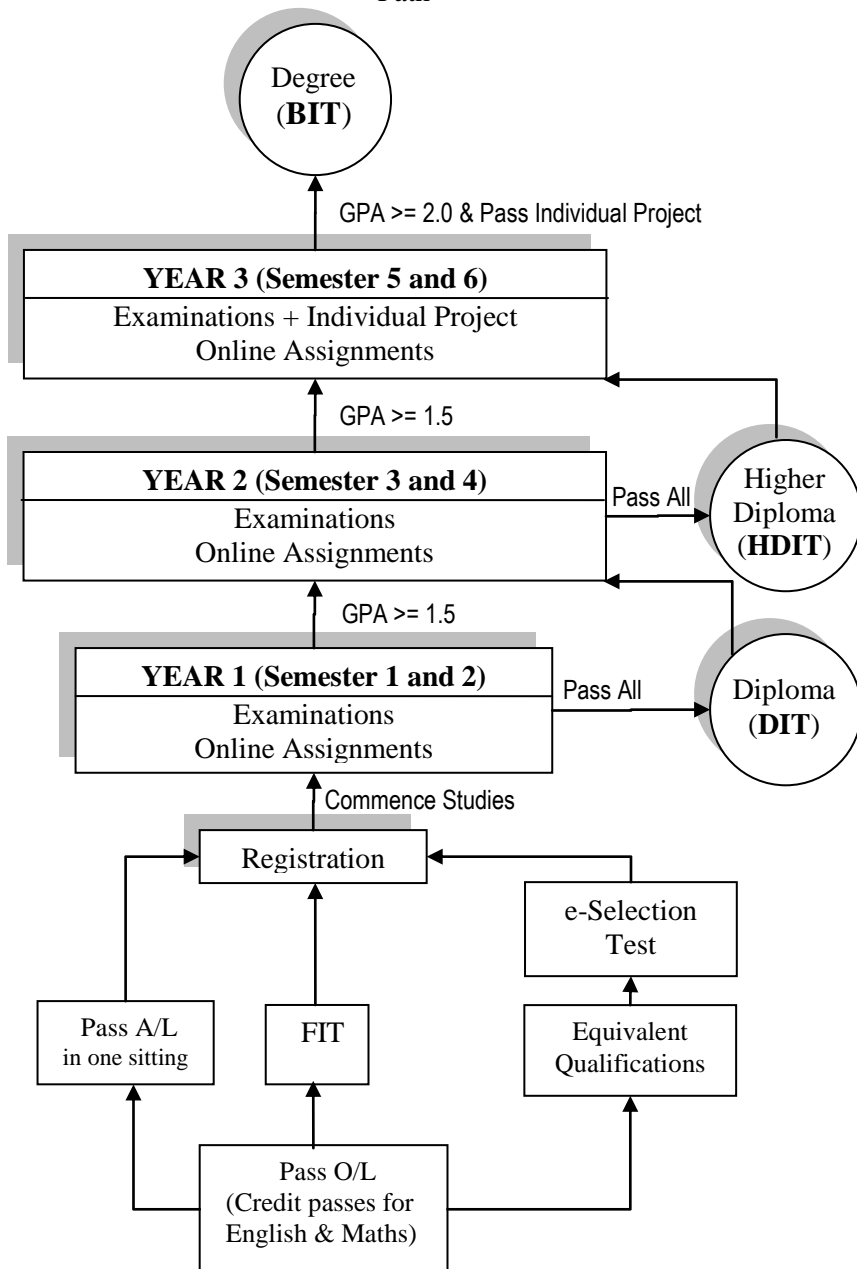 Path
Degree
(BIT)
GPA >= 2.0 & Pass Individual Project
YEAR 3 (Semester 5 and 6)
Examinations + Individual Project
Online Assignments
GPA >= 1.5
YEAR 2 (Semester 3 and 4)
Examinations
Online Assignments
Pass All
Higher
Diploma
(HDIT)
GPA >= 1.5
YEAR 1 (Semester 1 and 2)
Examinations
Online Assignments
Pass All
Diploma
(DIT)
Commence Studies
Registration
e-Selection
Test
Pass A/L
in one sitting
FIT
Equivalent
Qualifications
Pass O/L
(Credit passes for
English & Maths)